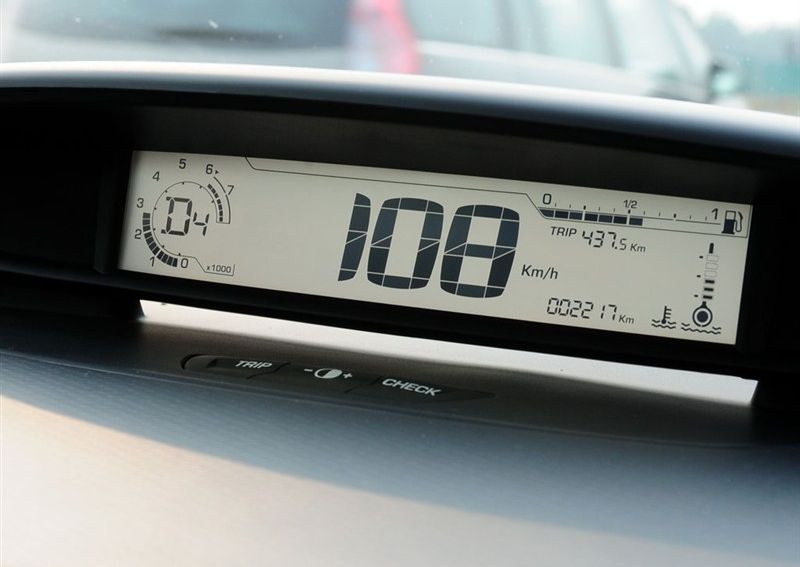 5
4 6
3 7
D4
2
1 0
x1000
108
Km/h
0 1/2 1
TRIP 437.5 Km
002217 Km
TRIP - + CHECK